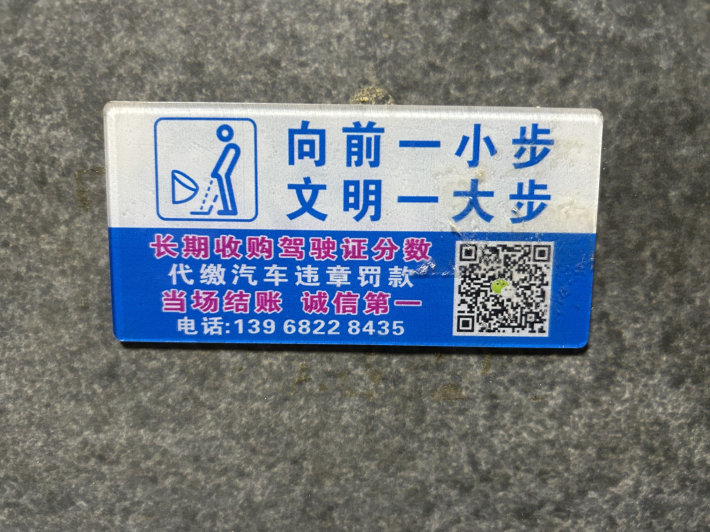 向前一小步
文明一大步
长期收购驾驶证分数
代缴汽车违章罚款
当场结账 诚信第一
电话:139 6822 8435